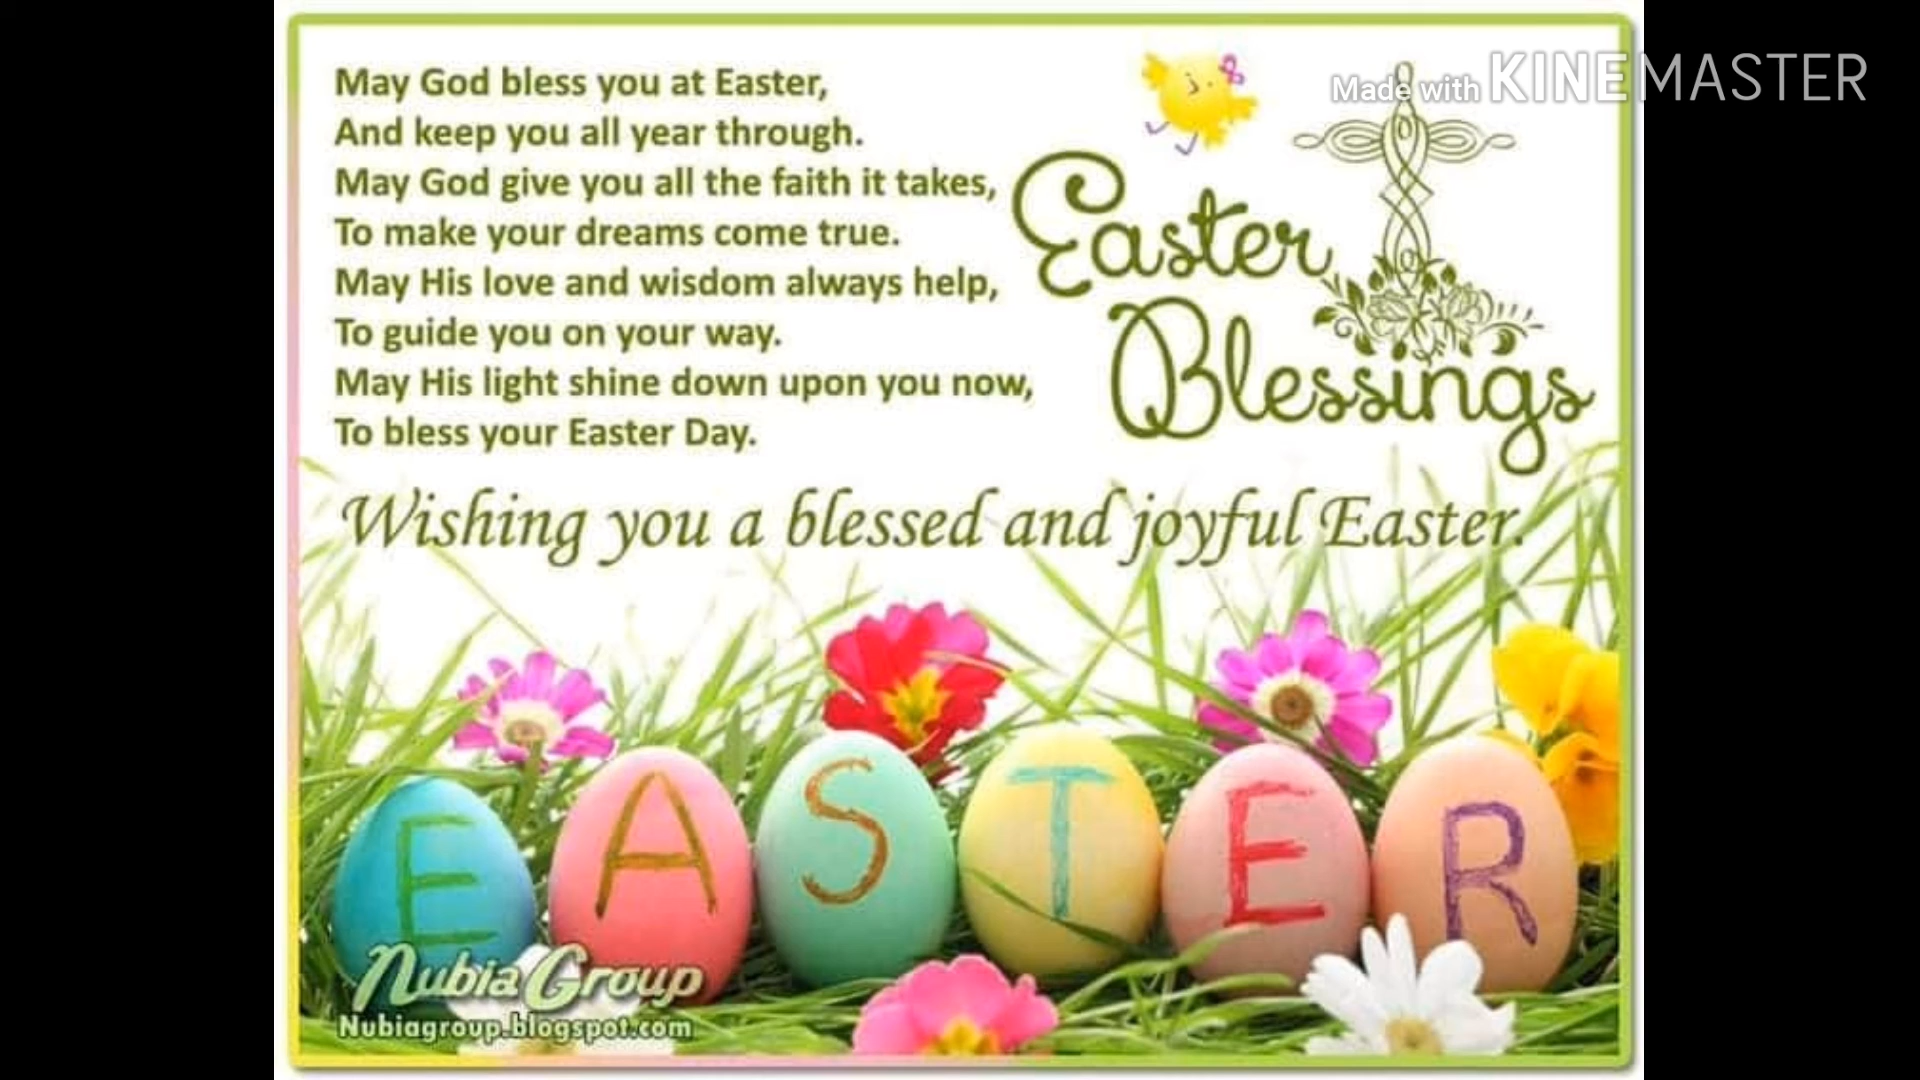 May God bless you at Easter,
And keep you all year through.
May God give you all the faith it takes,
To make your dreams come true.
May His love and wisdom always help,
To guide you on your way.
May His light shine down upon you now,
To bless your Easter Day.
Made with KINEMASTER
Easter
Blessings
Wishing you a blessed and joyful Easter.
E A S T E R
Nubia Group
Nubiagroup.blogspot.com